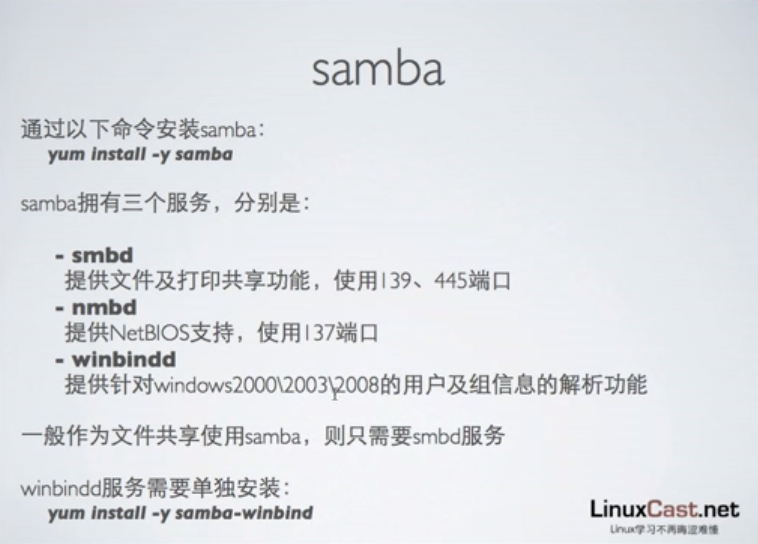 samba
通过以下命令安装samba：
yum install -y samba
samba拥有三个服务，分别是：
- smbd
提供文件及打印共享功能，使用139、445端口
- nmbd
提供NetBIOS支持，使用137端口
- winbindd
提供针对windows2000\2003\2008的用户及组信息的解析功能
一般作为文件共享使用samba，则只需要smbd服务
winbindd服务需要单独安装：
yum install -y samba-winbind
LinuxCast.net
Linux学习不再晦涩难懂